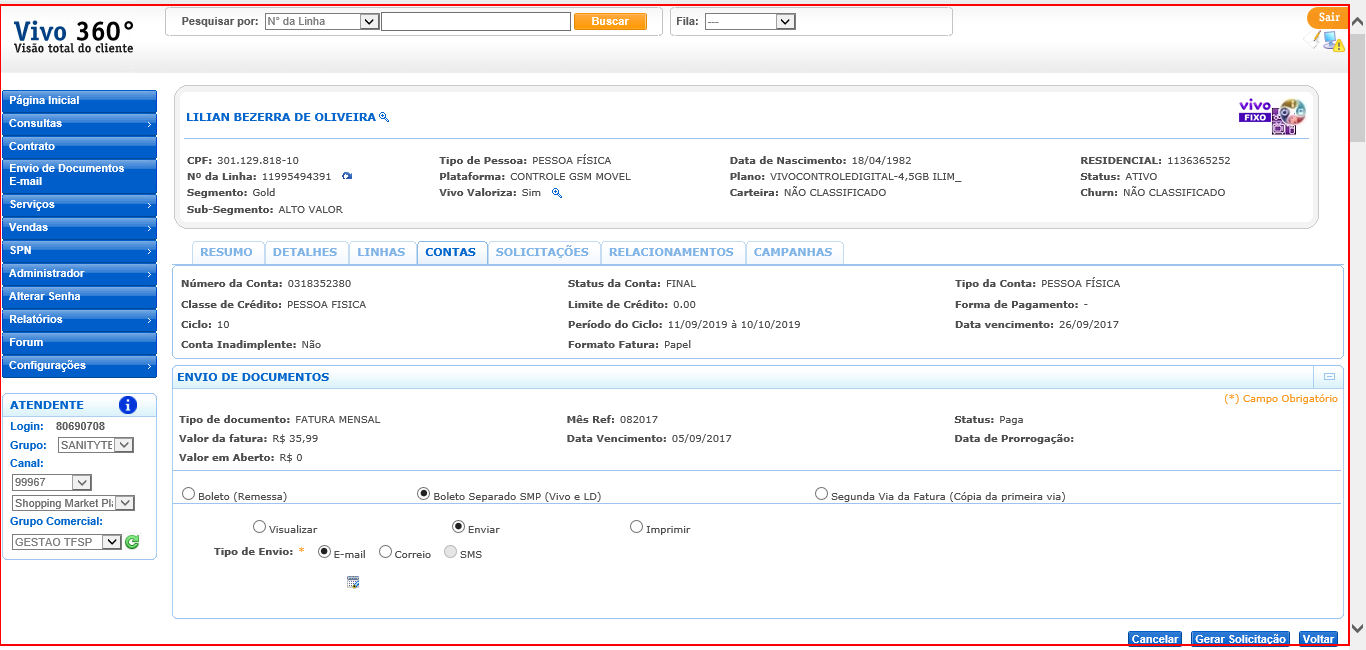 Vivo 360°
Visão total do cliente
Pesquisar por: N° da Linha Buscar Fila: ---
Sair
Página Inicial
Consultas
Contrato
Envio de Documentos
E-mail
Serviços
Vendas
SPN
Administrador
Alterar Senha
Relatórios
Forum
Configurações
ATENDENTE
Login: 80690708
Grupo: SANITYTE
Canal:
99967
Shopping Market Pl
Grupo Comercial:
GESTAO TFSP
LILIAN BEZERRA DE OLIVEIRA
vivo
FIXO
CPF: 301.129.818-10 Tipo de Pessoa: PESSOA FÍSICA Data de Nascimento: 18/04/1982 RESIDENCIAL: 1136365252
Nº da Linha: 11995494391 Plataforma: CONTROLE GSM MOVEL Plano: VIVOCONTROLEDIGITAL-4,5GB ILIM_ Status: ATIVO
Segmento: Gold Vivo Valoriza: Sim Carteira: NÃO CLASSIFICADO Churn: NÃO CLASSIFICADO
Sub-Segmento: ALTO VALOR
RESUMO DETALHES LINHAS CONTAS SOLICITAÇÕES RELACIONAMENTOS CAMPANHAS
Número da Conta: 0318352380 Status da Conta: FINAL Tipo da Conta: PESSOA FÍSICA
Classe de Crédito: PESSOA FISICA Limite de Crédito: 0.00 Forma de Pagamento: -
Ciclo: 10 Período do Ciclo: 11/09/2019 à 10/10/2019 Data vencimento: 26/09/2017
Conta Inadimplente: Não Formato Fatura: Papel
ENVIO DE DOCUMENTOS
(*) Campo Obrigatório
Tipo de documento: FATURA MENSAL Mês Ref: 082017 Status: Paga
Valor da fatura: R$ 35,99 Data Vencimento: 05/09/2017 Data de Prorrogação:
Valor em Aberto: R$ 0
Boleto (Remessa) Boleto Separado SMP (Vivo e LD) Segunda Via da Fatura (Cópia da primeira via)
Visualizar Enviar Imprimir
Tipo de Envio: * E-mail Correio SMS
Cancelar Gerar Solicitação Voltar